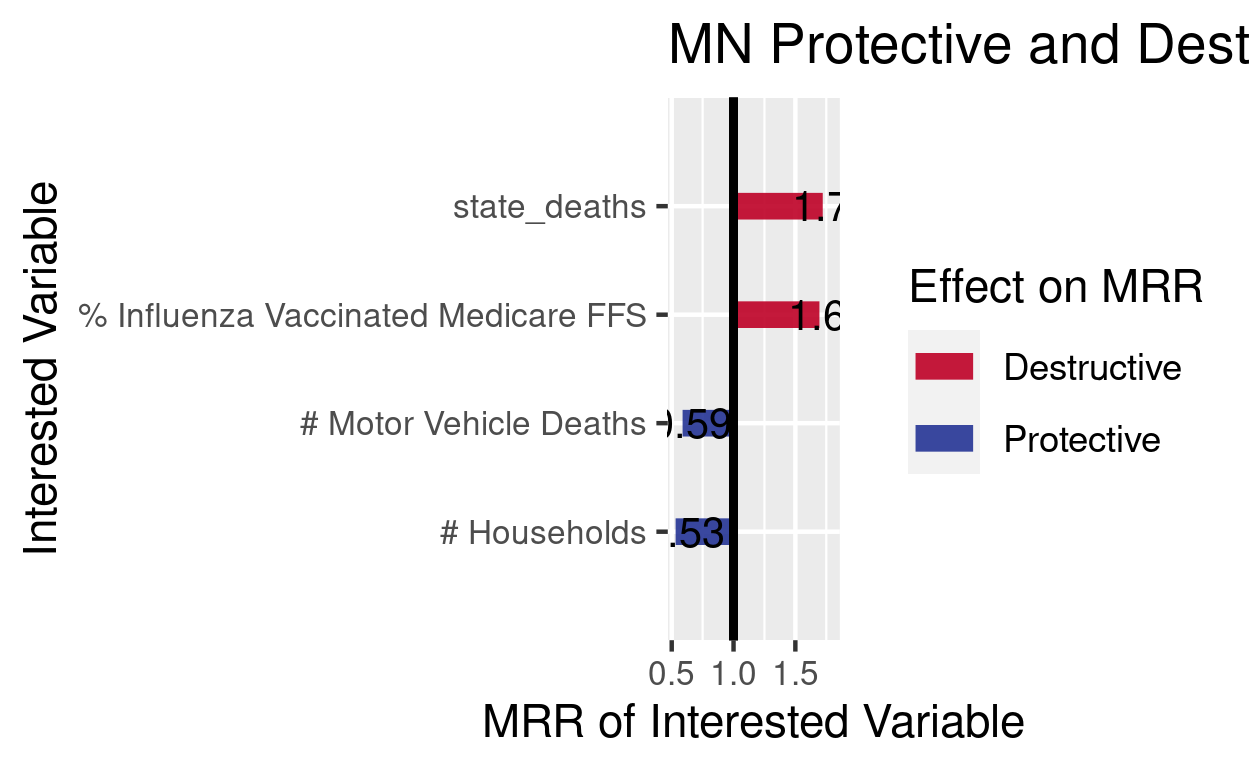 MN Protective and Dest
Interested Variable
state_deaths
1.7
% Influenza Vaccinated Medicare FFS
1.6
# Motor Vehicle Deaths
.59
# Households
.53
0.5 1.0 1.5
MRR of Interested Variable
Effect on MRR
Destructive
Protective